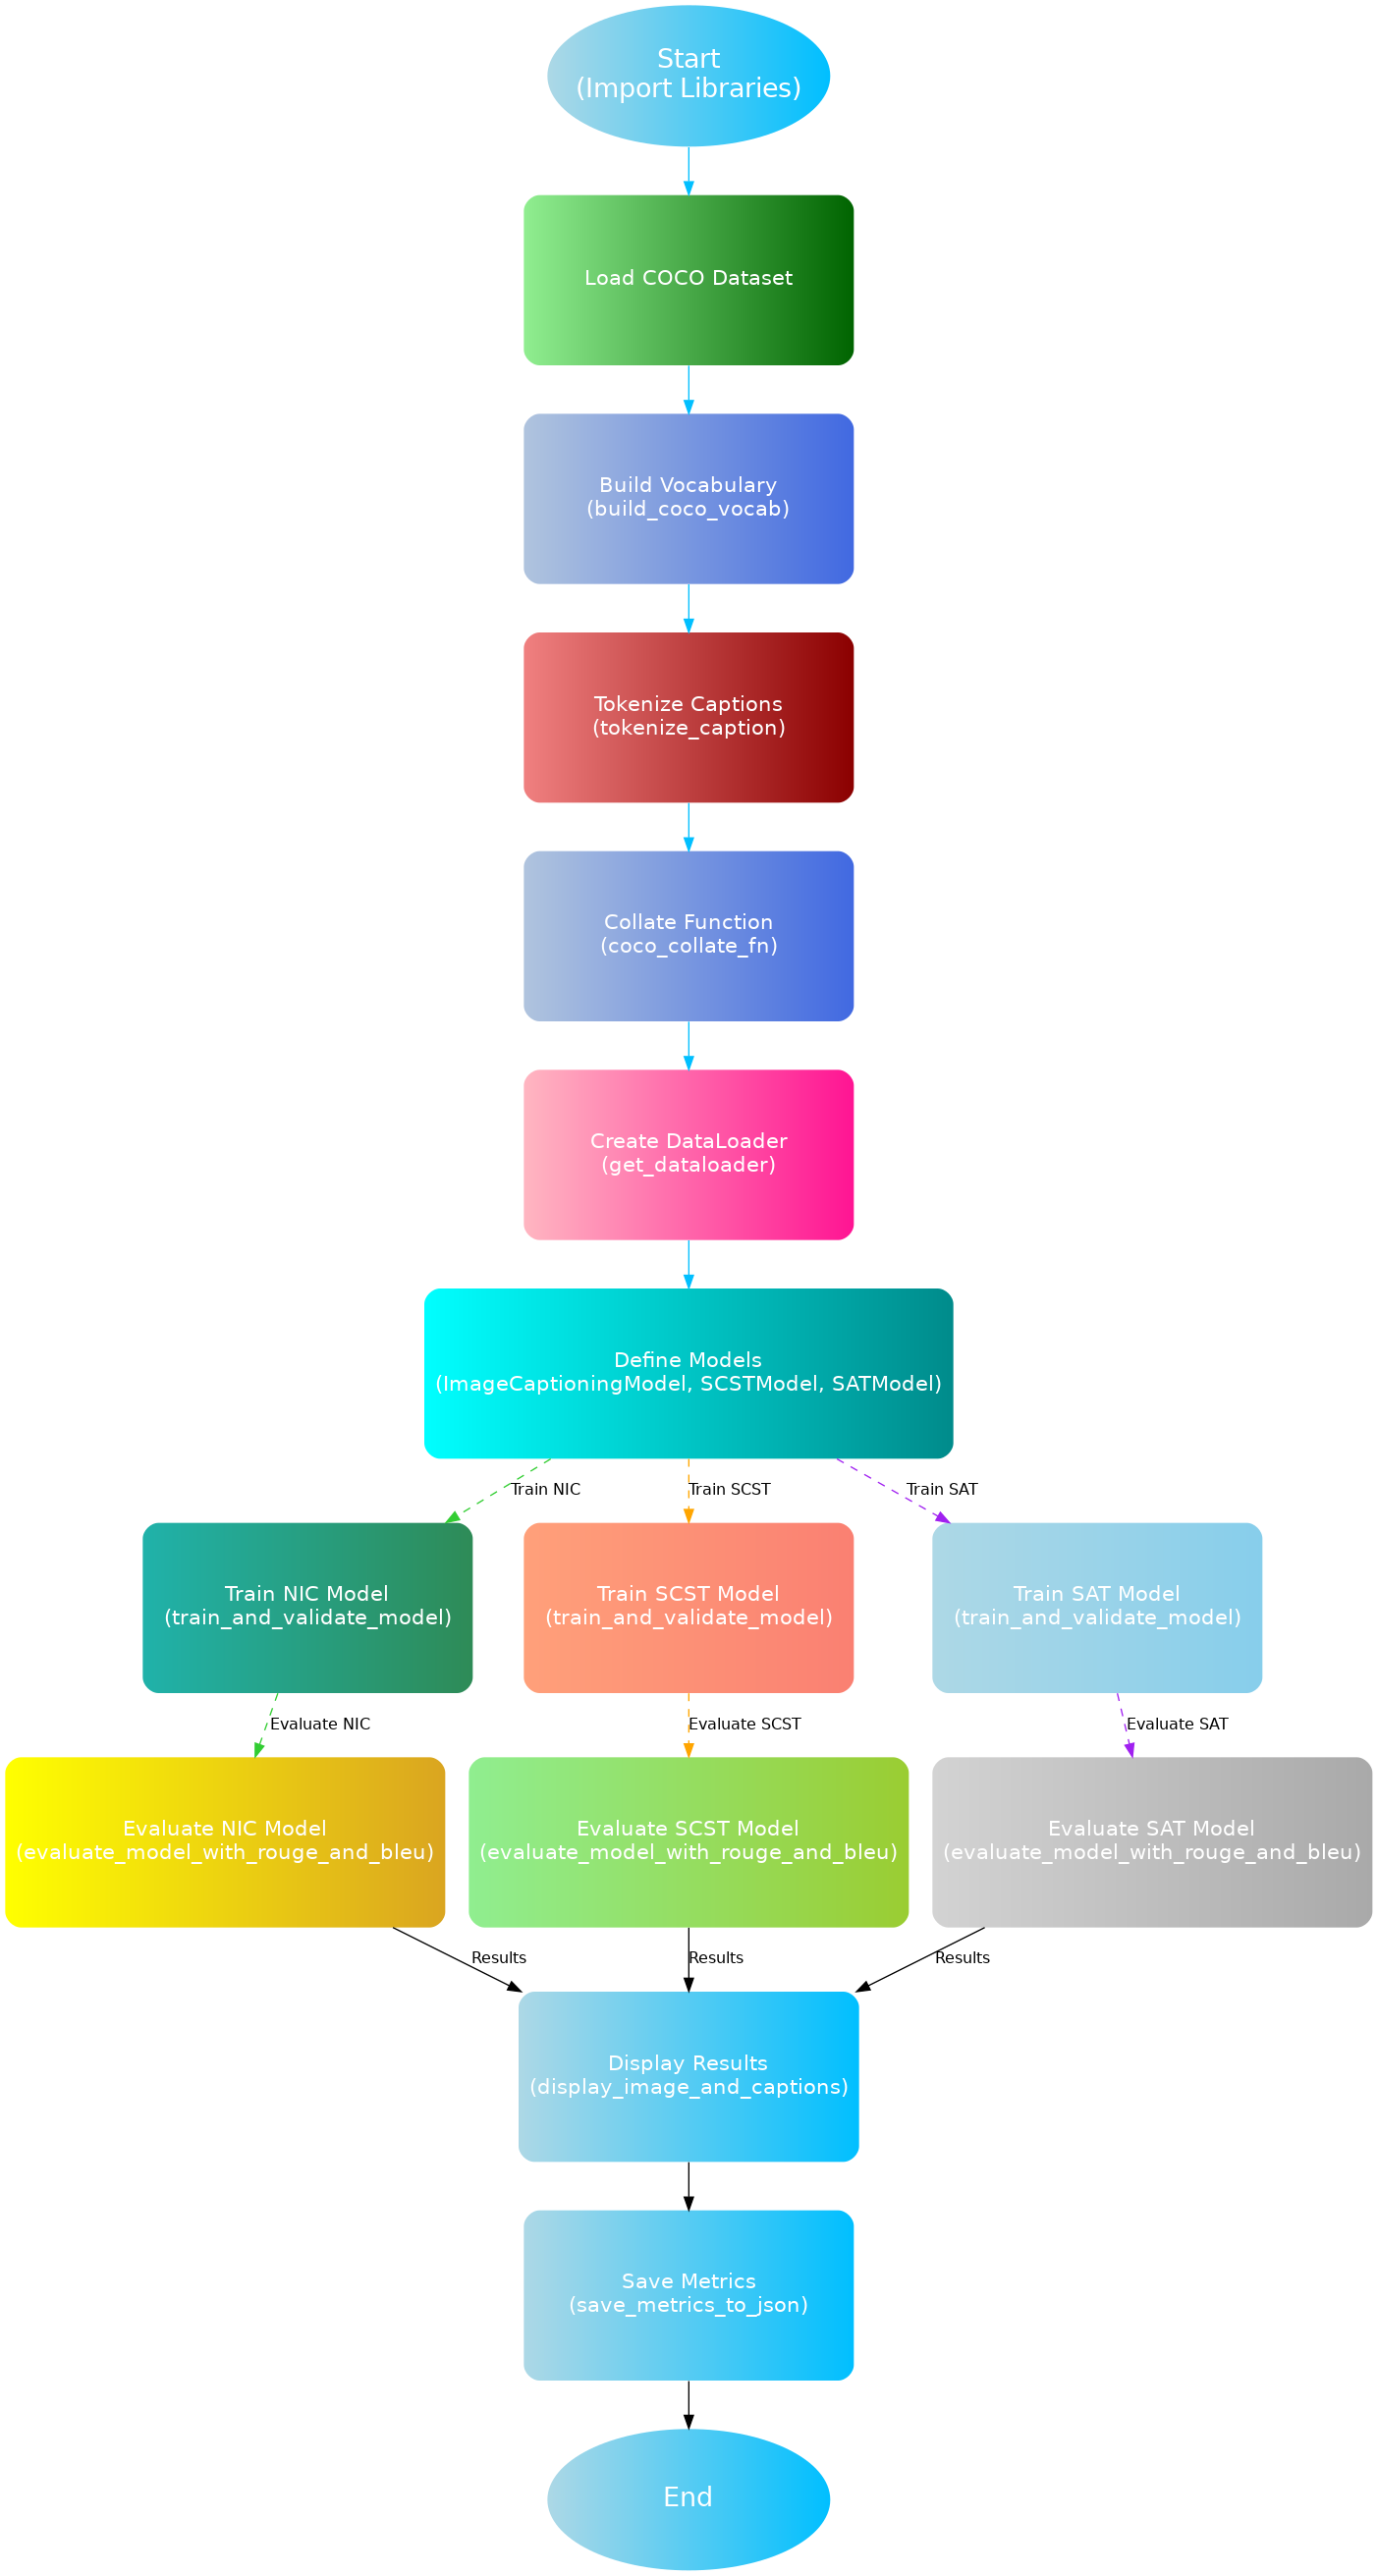 Start
(Import Libraries)
Load COCO Dataset
Build Vocabulary
(build_coco_vocab)
Tokenize Captions
(tokenize_caption)
Collate Function
(coco_collate_fn)
Create DataLoader
(get_dataloader)
Define Models
(ImageCaptioningModel, SCSTModel, SATModel)
Train NIC
Train SCST
Train SAT
Train NIC Model
(train_and_validate_model)
Train SCST Model
(train_and_validate_model)
Train SAT Model
(train_and_validate_model)
Evaluate NIC
Evaluate SCST
Evaluate SAT
Evaluate NIC Model
(evaluate_model_with_rouge_and_bleu)
Evaluate SCST Model
(evaluate_model_with_rouge_and_bleu)
Evaluate SAT Model
(evaluate_model_with_rouge_and_bleu)
Results
Results
Results
Display Results
(display_image_and_captions)
Save Metrics
(save_metrics_to_json)
End